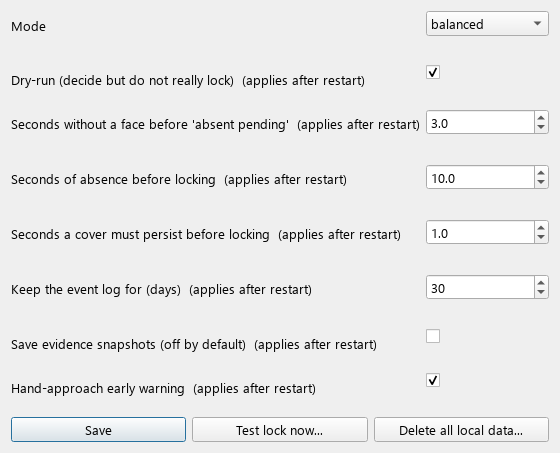 Mode balanced
Dry-run (decide but do not really lock)  (applies after restart)
Seconds without a face before 'absent pending'  (applies after restart) 3.0
Seconds of absence before locking  (applies after restart) 10.0
Seconds a cover must persist before locking  (applies after restart) 1.0
Keep the event log for (days)  (applies after restart) 30
Save evidence snapshots (off by default)  (applies after restart)
Hand-approach early warning  (applies after restart)
Save Test lock now... Delete all local data...